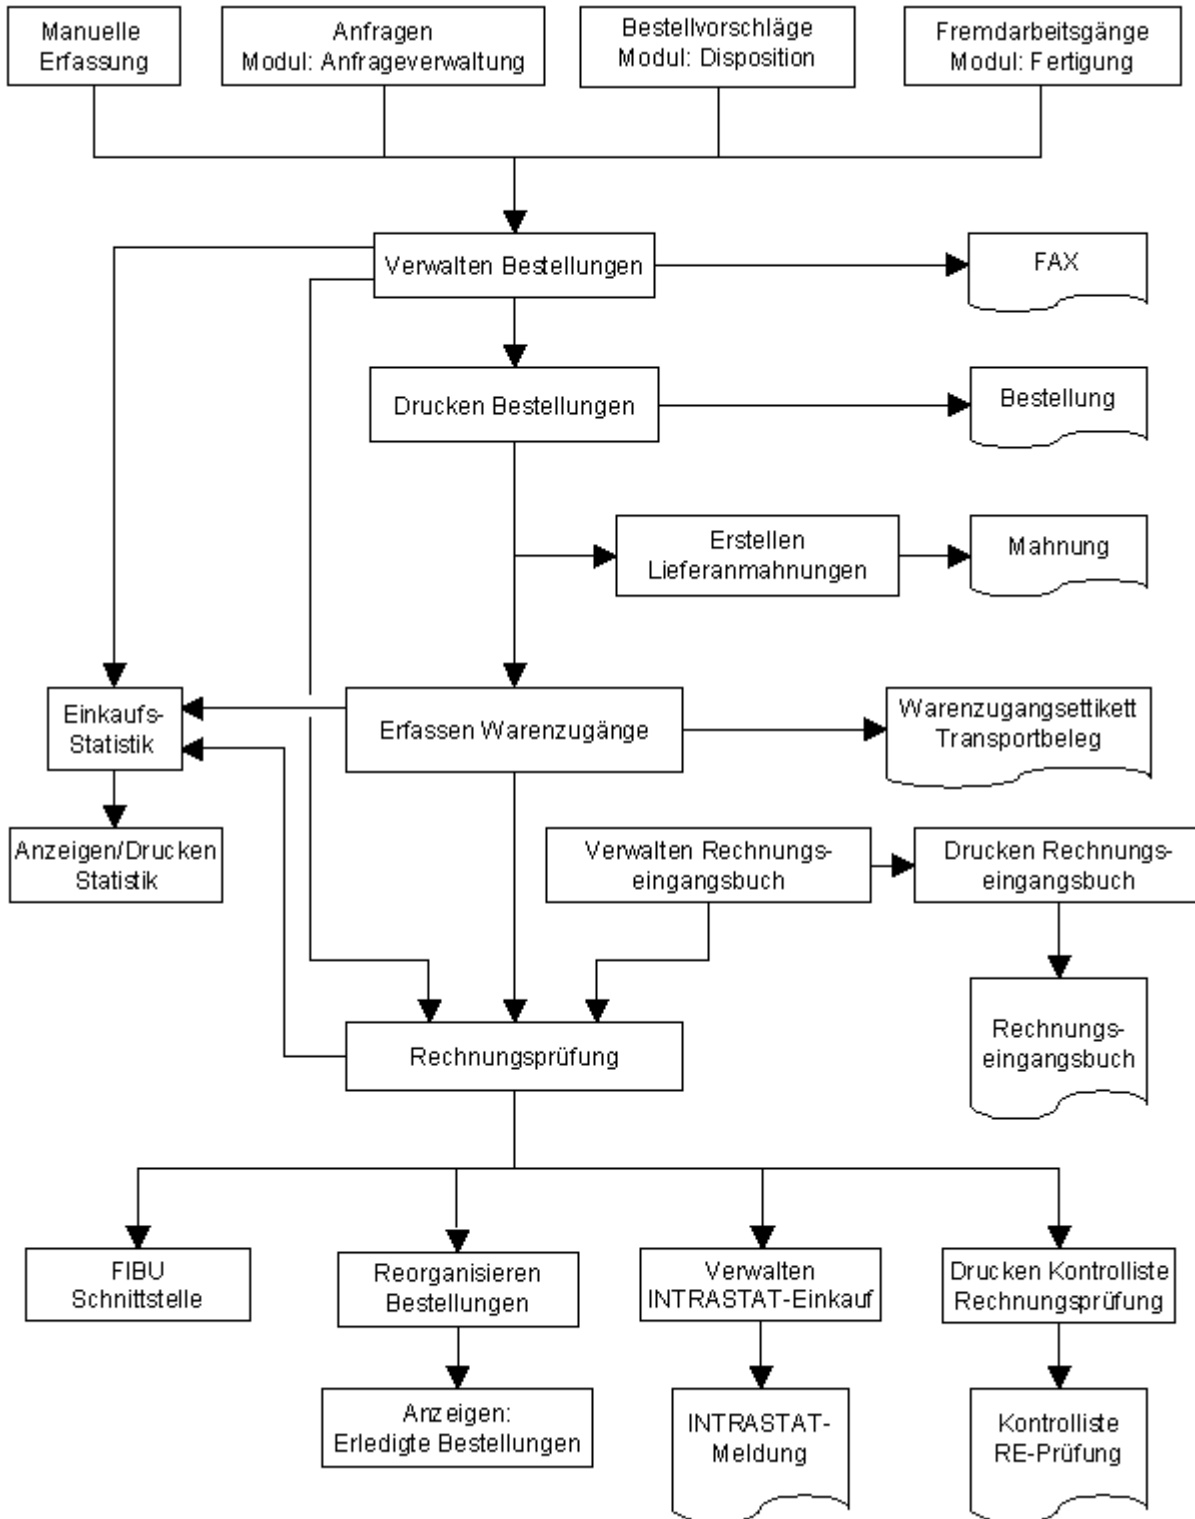 Manuelle
Erfassung
Anfragen
Modul: Anfrageverwaltung
Bestellvorschläge
Modul: Disposition
Fremdarbeitsgänge
Modul: Fertigung
Verwalten Bestellungen
FAX
Drucken Bestellungen
Bestellung
Erstellen
Lieferanmahnungen
Mahnung
Einkaufs-
Statistik
Erfassen Warenzugänge
Warenzugangsettikett
Transportbeleg
Anzeigen/Drucken
Statistik
Verwalten Rechnungs-
eingangsbuch
Drucken Rechnungs-
eingangsbuch
Rechnungs-
eingangsbuch
Rechnungsprüfung
FIBU
Schnittstelle
Reorganisieren
Bestellungen
Verwalten
INTRASTAT-Einkauf
Drucken Kontrolliste
Rechnungsprüfung
Anzeigen:
Erledigte Bestellungen
INTRASTAT-
Meldung
Kontrolliste
RE-Prüfung